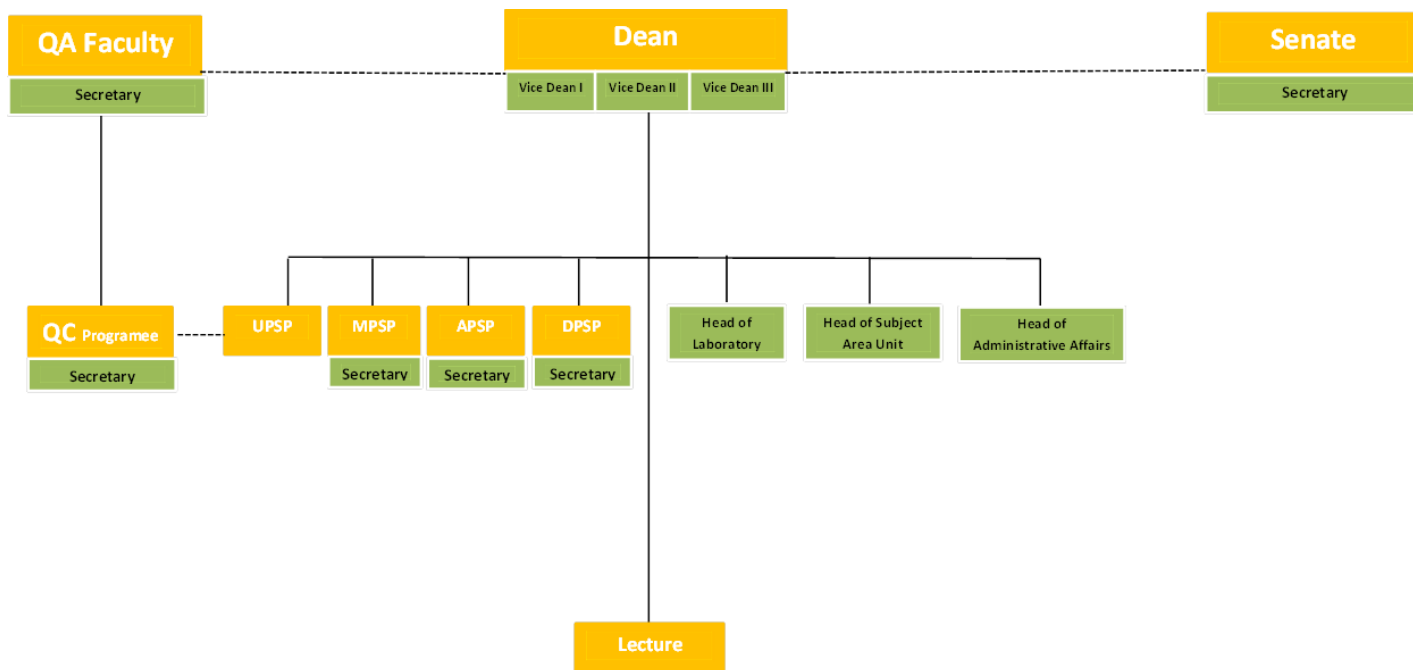 QA Faculty
Secretary
Dean
Vice Dean I
Vice Dean II
Vice Dean III
Senate
Secretary
QC Programee
Secretary
UPSP
MPSP
Secretary
APSP
Secretary
DPSP
Secretary
Head of
Laboratory
Head of Subject
Area Unit
Head of
Administrative Affairs
Lecture